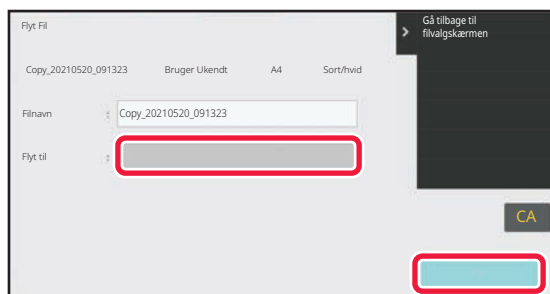 Flyt Fil
Gå tilbage til
filvalgskærmen
Copy_20210520_091323 Bruger Ukendt A4 Sort/hvid
Filnavn : Copy_20210520_091323
Flyt til :
CA